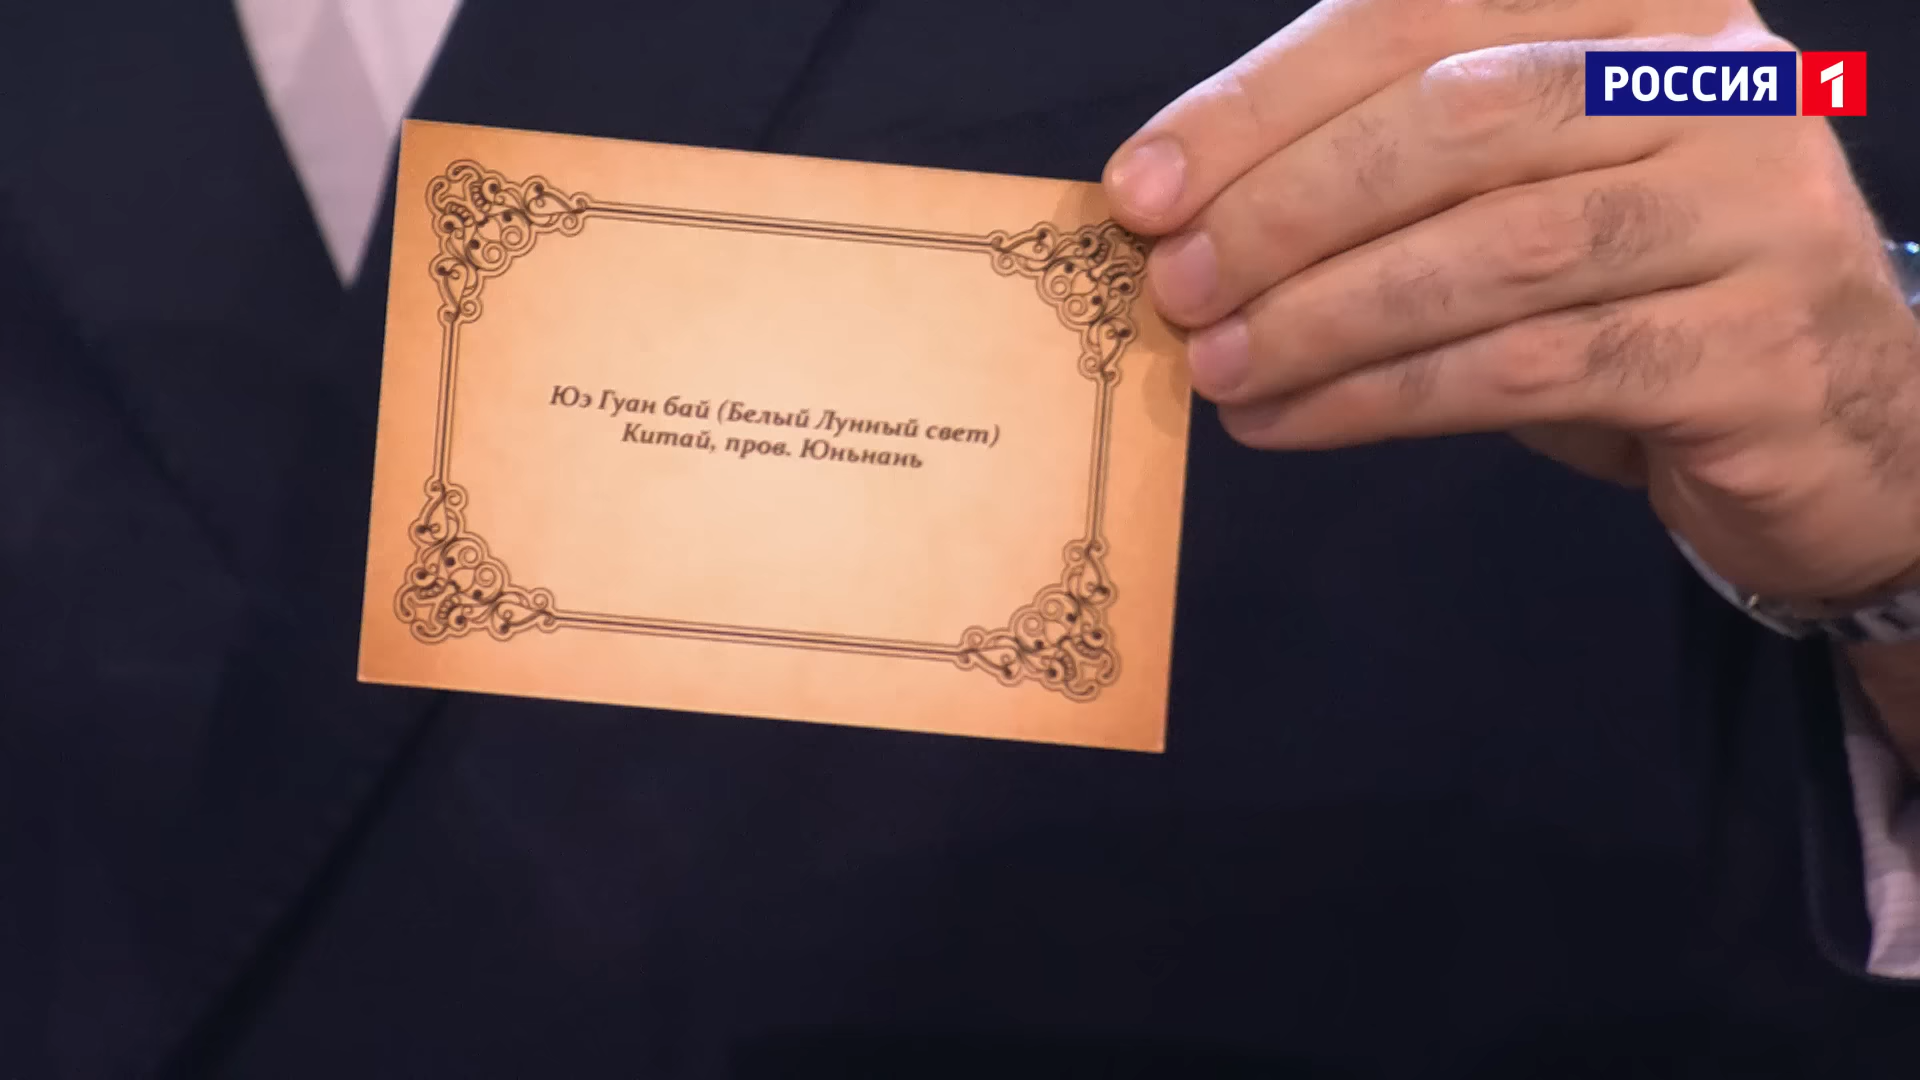 РОССИЯ 1
Юэ Гуан бай (Белый Лунный свет)
Китай, пров. Юньнань